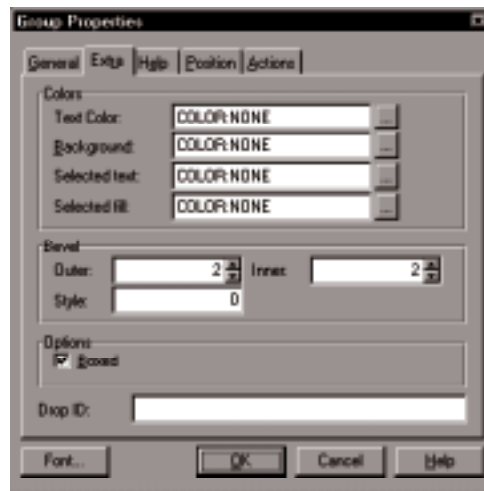 Group Properties
General Extra Help Position Actions
Colors
Text Color: COLOR:NONE ...
Background: COLOR:NONE ...
Selected text: COLOR:NONE ...
Selected fill: COLOR:NONE ...
Bevel
Outer: 2 Inner: 2
Style: 0
Options
Boxed
Drop ID:
Font... OK Cancel Help